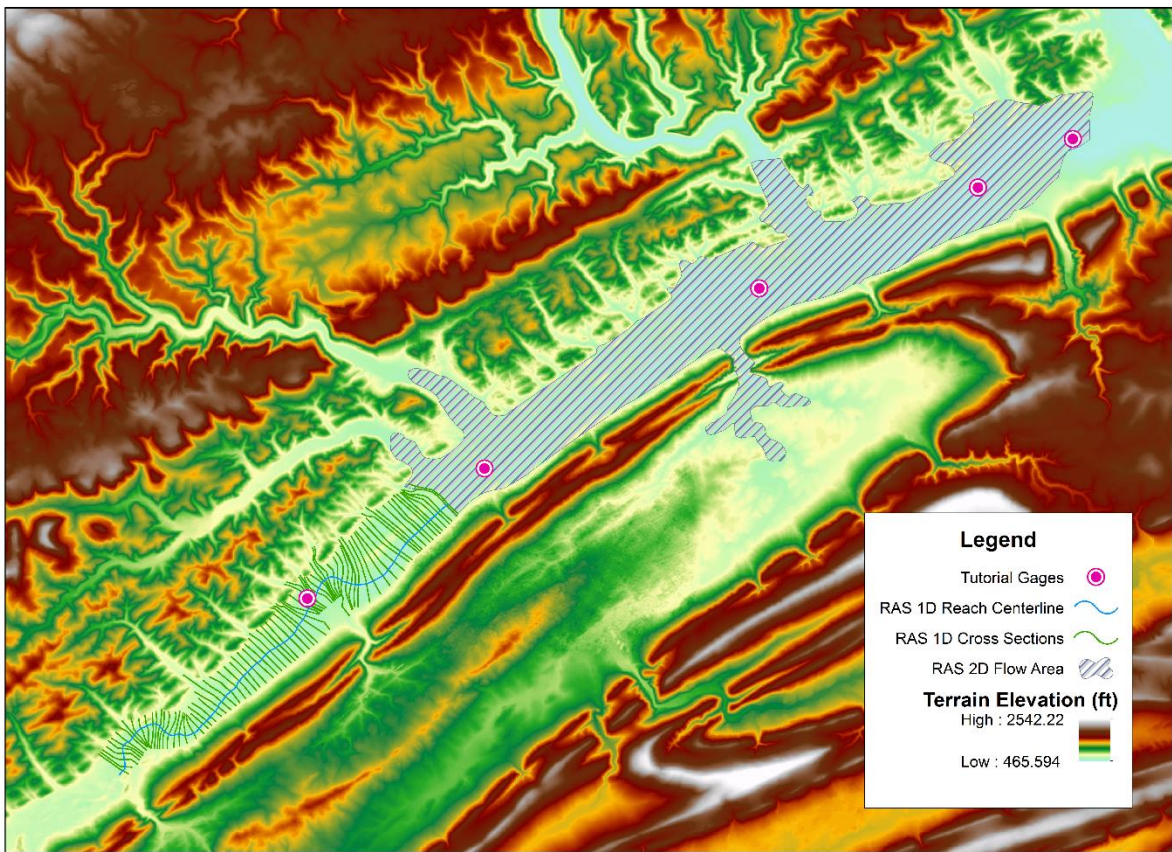 Legend
Tutorial Gages
RAS 1D Reach Centerline
RAS 1D Cross Sections
RAS 2D Flow Area
Terrain Elevation (ft)
High : 2542.22
Low : 465.594